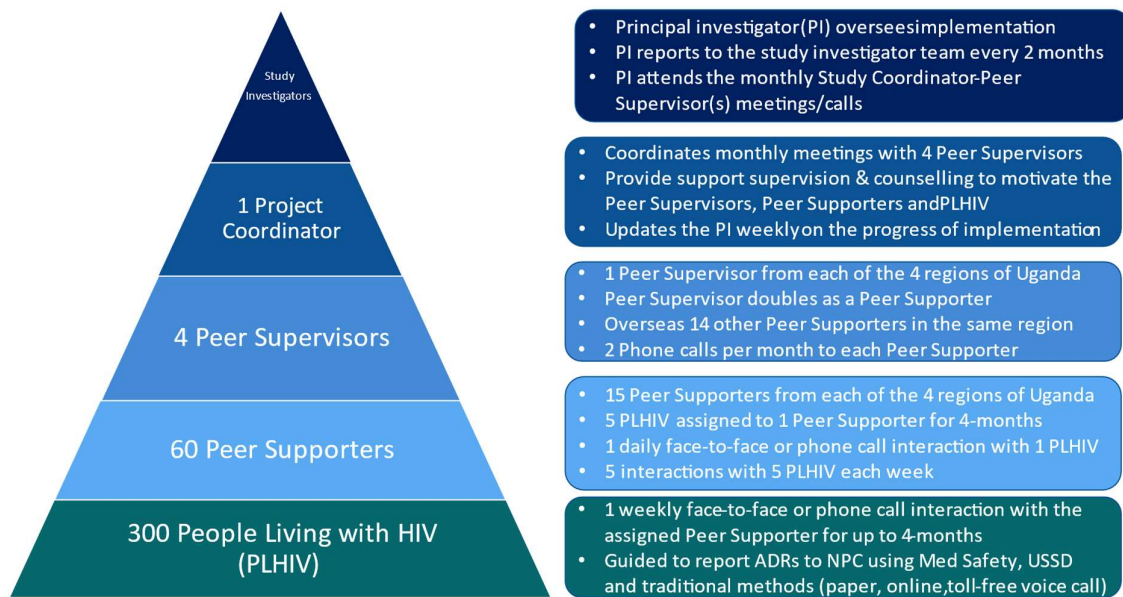 Study
Investigators
• Principal investigator(PI) overseesimplementation
• PI reports to the study investigator team every 2 months
• PI attends the monthly Study Coordinator-Peer
Supervisor(s) meetings/calls
1 Project
Coordinator
• Coordinates monthly meetings with 4 Peer Supervisors
• Provide support supervision & counselling to motivate the
Peer Supervisors, Peer Supporters andPLHIV
• Updates the PI weekly on the progress of implementation
4 Peer Supervisors
• 1 Peer Supervisor from each of the 4 regions of Uganda
• Peer Supervisor doubles as a Peer Supporter
• Overseas 14 other Peer Supporters in the same region
• 2 Phone calls per month to each Peer Supporter
60 Peer Supporters
• 15 Peer Supporters from each of the 4 regions of Uganda
• 5 PLHIV assigned to 1 Peer Supporter for 4-months
• 1 daily face-to-face or phone call interaction with 1 PLHIV
• 5 interactions with 5 PLHIV each week
300 People Living with HIV
(PLHIV)
• 1 weekly face-to-face or phone call interaction with the
assigned Peer Supporter for up to 4-months
• Guided to report ADRs to NPC using Med Safety, USSD
and traditional methods (paper, online,toll-free voice call)